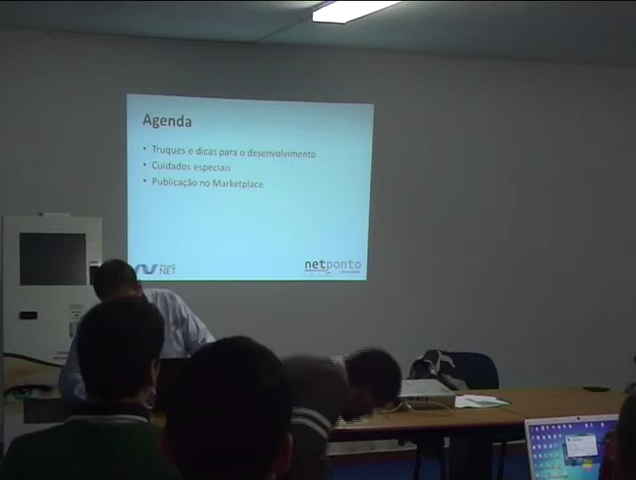 Agenda
• Truques e dicas para o desenvolvimento
• Cuidados especiais
• Publicação no Marketplace
NET
netponto